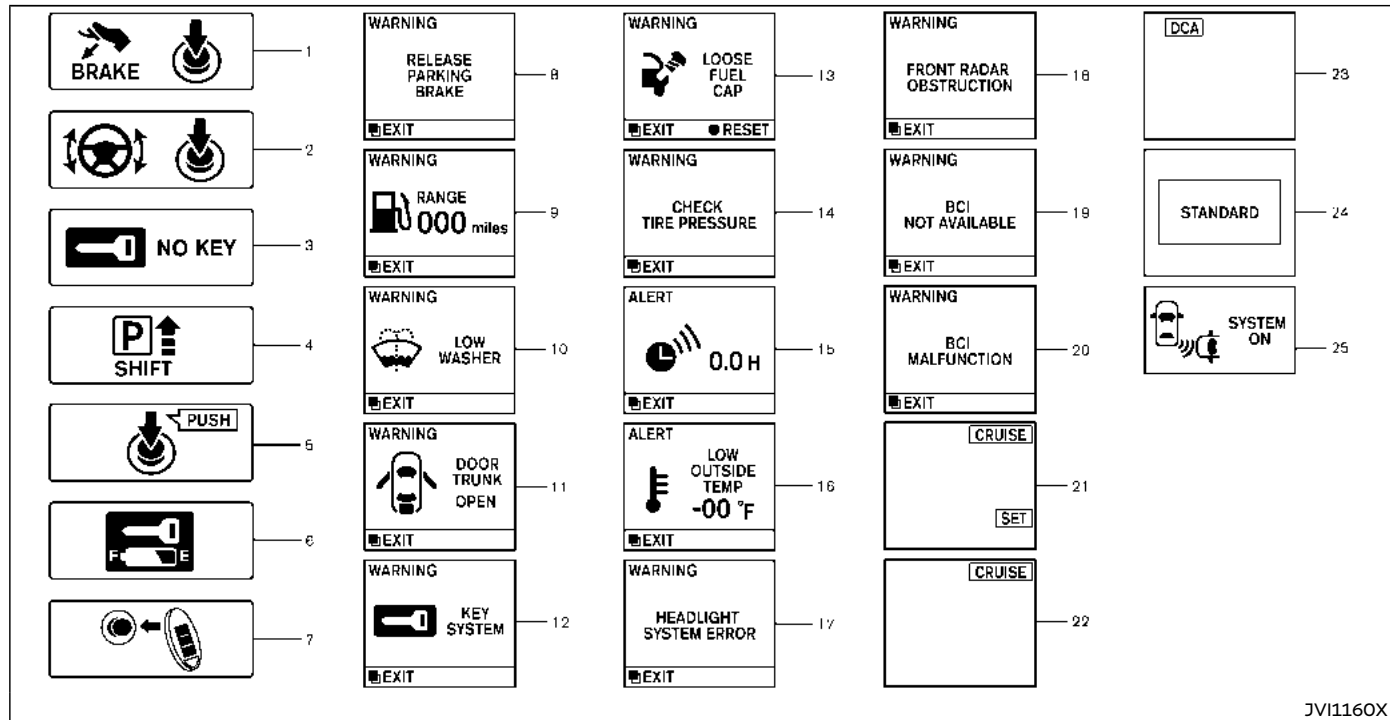 BRAKE
1
2
NO KEY
3
P
SHIFT
4
PUSH
5
F E
6
7
WARNING
RELEASE
PARKING
BRAKE
EXIT
8
WARNING
RANGE
000 miles
EXIT
9
WARNING
LOW
WASHER
EXIT
10
WARNING
DOOR
TRUNK
OPEN
EXIT
11
WARNING
KEY
SYSTEM
EXIT
12
WARNING
LOOSE
FUEL
CAP
EXIT RESET
13
WARNING
CHECK
TIRE PRESSURE
EXIT
14
ALERT
0.0 H
EXIT
15
ALERT
LOW
OUTSIDE
TEMP
-00 °F
EXIT
16
WARNING
HEADLIGHT
SYSTEM ERROR
EXIT
17
WARNING
FRONT RADAR
OBSTRUCTION
EXIT
18
WARNING
BCI
NOT AVAILABLE
EXIT
19
WARNING
BCI
MALFUNCTION
EXIT
20
CRUISE
SET
21
CRUISE
22
DCA
23
STANDARD
24
SYSTEM
ON
25
JVI1160X